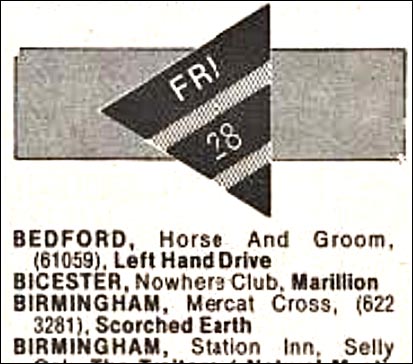 FRI
28
BEDFORD, Horse And Groom,
(61059), Left Hand Drive
BICESTER, Nowhere Club, Marillion
BIRMINGHAM, Mercat Cross, (622
3281), Scorched Earth
BIRMINGHAM, Station Inn, Selly